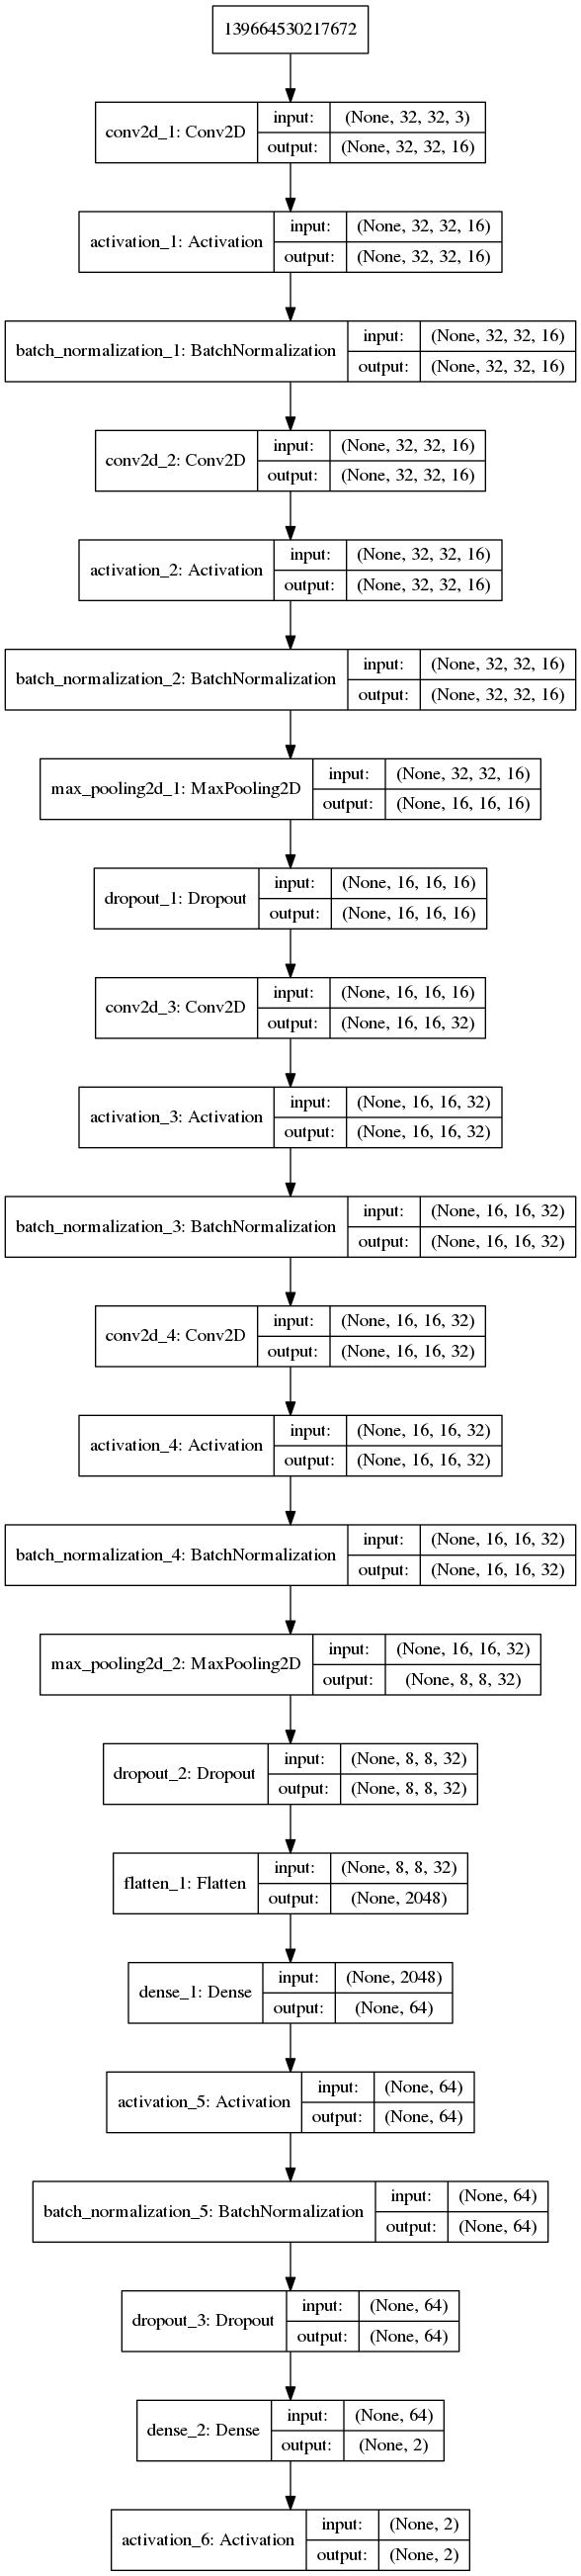 139664530217672
conv2d_1: Conv2D input: (None, 32, 32, 3)
output: (None, 32, 32, 16)
activation_1: Activation input: (None, 32, 32, 16)
output: (None, 32, 32, 16)
batch_normalization_1: BatchNormalization input: (None, 32, 32, 16)
output: (None, 32, 32, 16)
conv2d_2: Conv2D input: (None, 32, 32, 16)
output: (None, 32, 32, 16)
activation_2: Activation input: (None, 32, 32, 16)
output: (None, 32, 32, 16)
batch_normalization_2: BatchNormalization input: (None, 32, 32, 16)
output: (None, 32, 32, 16)
max_pooling2d_1: MaxPooling2D input: (None, 32, 32, 16)
output: (None, 16, 16, 16)
dropout_1: Dropout input: (None, 16, 16, 16)
output: (None, 16, 16, 16)
conv2d_3: Conv2D input: (None, 16, 16, 16)
output: (None, 16, 16, 32)
activation_3: Activation input: (None, 16, 16, 32)
output: (None, 16, 16, 32)
batch_normalization_3: BatchNormalization input: (None, 16, 16, 32)
output: (None, 16, 16, 32)
conv2d_4: Conv2D input: (None, 16, 16, 32)
output: (None, 16, 16, 32)
activation_4: Activation input: (None, 16, 16, 32)
output: (None, 16, 16, 32)
batch_normalization_4: BatchNormalization input: (None, 16, 16, 32)
output: (None, 16, 16, 32)
max_pooling2d_2: MaxPooling2D input: (None, 16, 16, 32)
output: (None, 8, 8, 32)
dropout_2: Dropout input: (None, 8, 8, 32)
output: (None, 8, 8, 32)
flatten_1: Flatten input: (None, 8, 8, 32)
output: (None, 2048)
dense_1: Dense input: (None, 2048)
output: (None, 64)
activation_5: Activation input: (None, 64)
output: (None, 64)
batch_normalization_5: BatchNormalization input: (None, 64)
output: (None, 64)
dropout_3: Dropout input: (None, 64)
output: (None, 64)
dense_2: Dense input: (None, 64)
output: (None, 2)
activation_6: Activation input: (None, 2)
output: (None, 2)